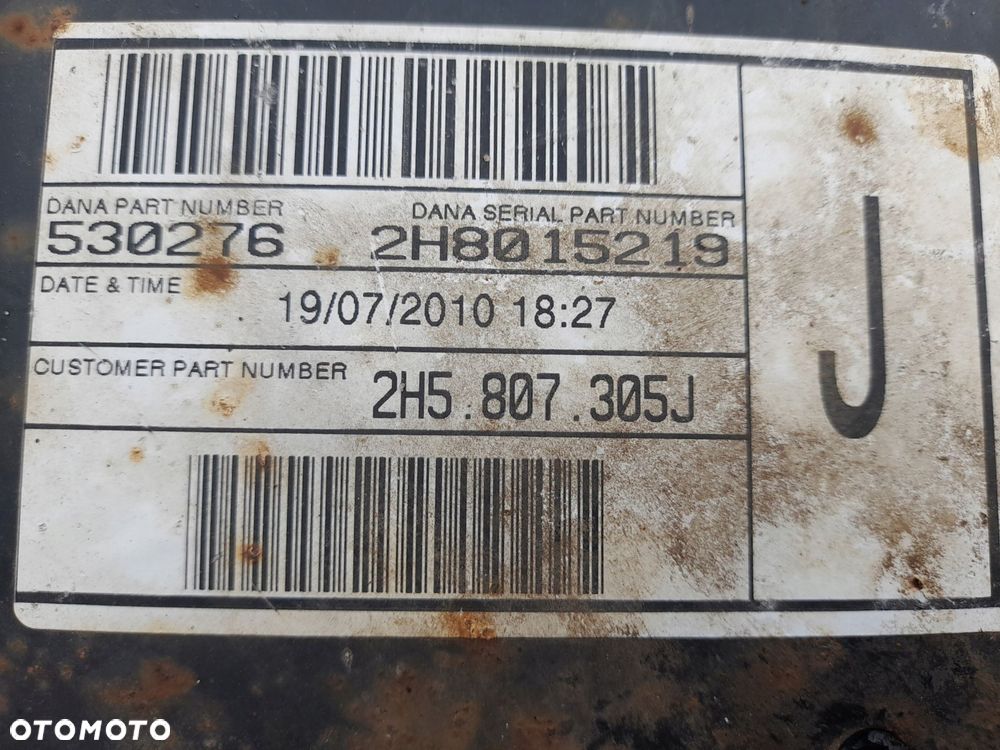 DANA PART NUMBER DANA SERIAL PART NUMBER
530276 2H8015219
DATE & TIME
19/07/2010 18:27
CUSTOMER PART NUMBER
2H5.807.305J
J
OTOMOTO